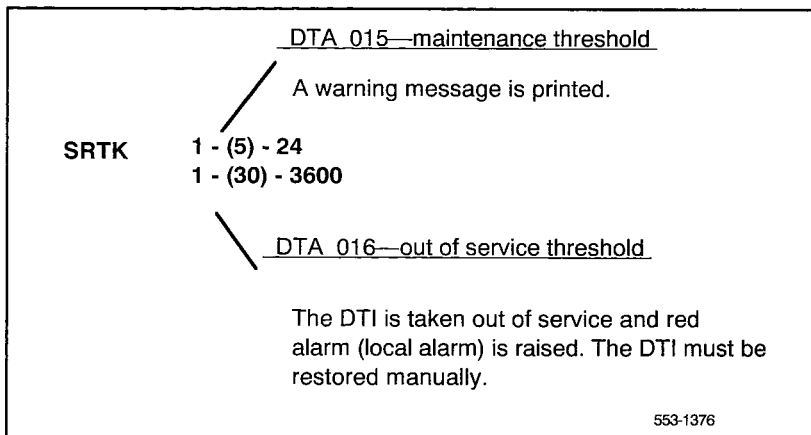 DTA 015—maintenance threshold
A warning message is printed.
SRTK 1 - (5) - 24
1 - (30) - 3600
DTA 016—out of service threshold
The DTI is taken out of service and red
alarm (local alarm) is raised. The DTI must be
restored manually.
553-1376